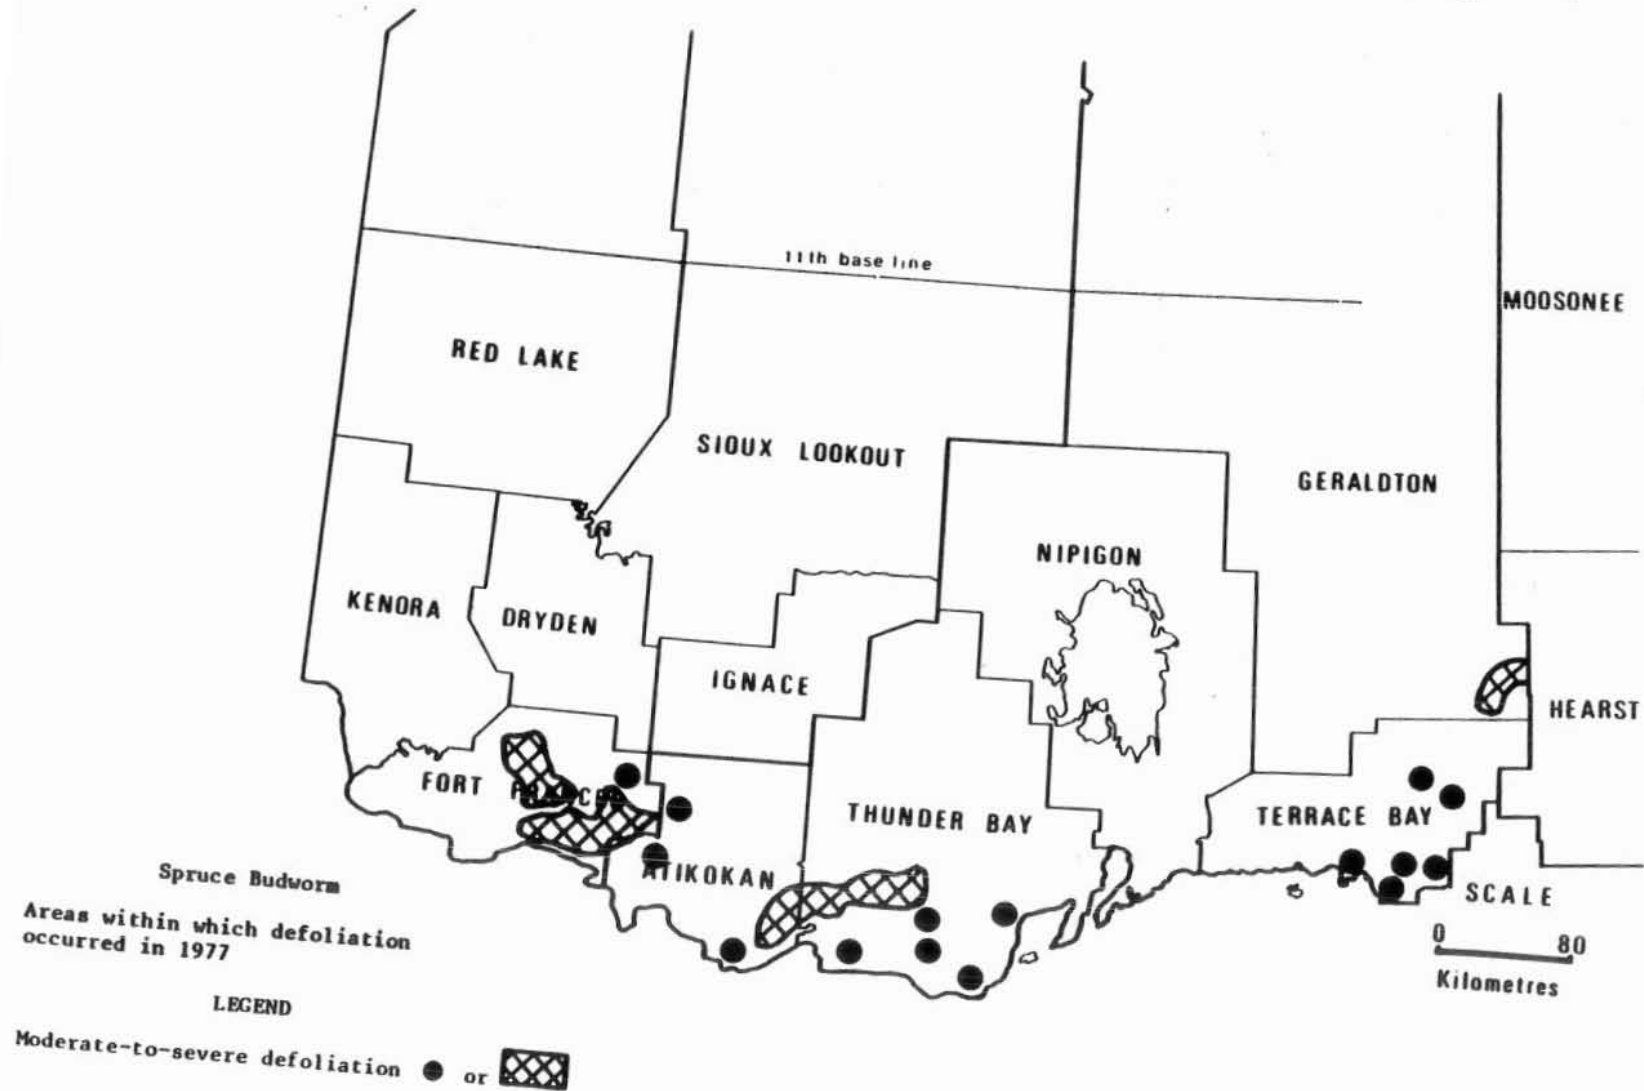 11th base line
MOOSONEE
RED LAKE
SIOUX LOOKOUT
GERALDTON
NIPIGON
KENORA
DRYDEN
IGNACE
HEARST
FORT
THUNDER BAY
TERRACE BAY
ATIKOKAN
SCALE
0 80
Kilometres
Spruce Budworm
Areas within which defoliation
occurred in 1977
LEGEND
Moderate-to-severe defoliation or